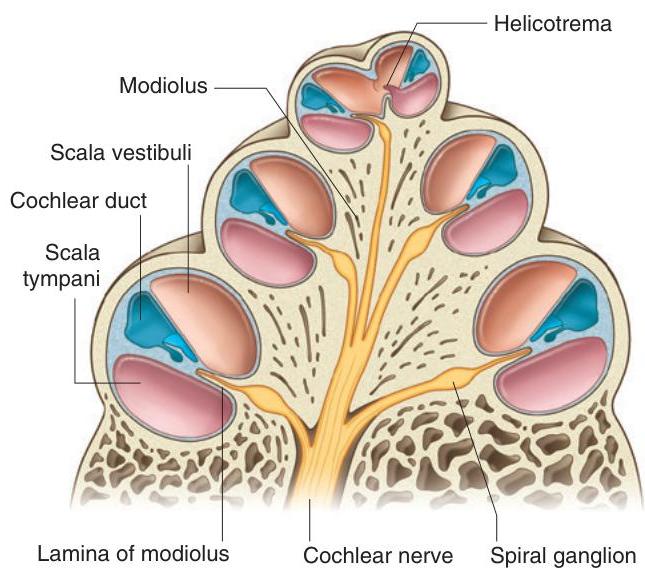 Helicotrema
Modiolus
Scala vestibuli
Cochlear duct
Scala
tympani
Lamina of modiolus
Cochlear nerve
Spiral ganglion